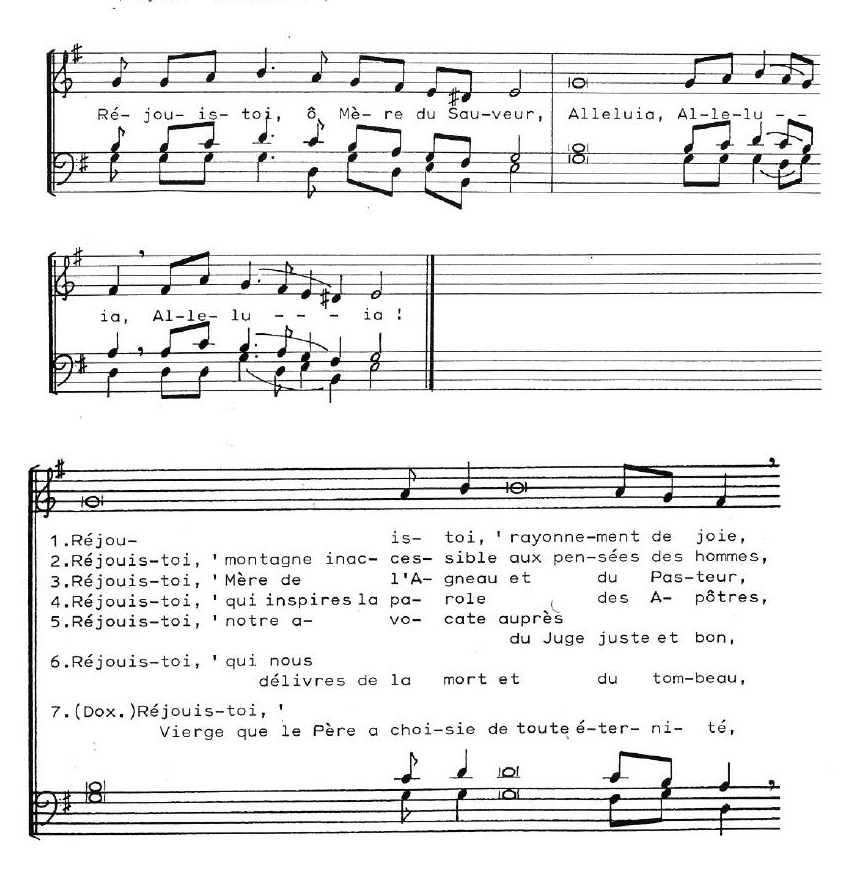 Ré- jou- is- toi, ô Mè- re du Sau-veur, Alleluia, Al-le-lu - -
ia, Al-le- lu - - - ia !
1.Réjou- is- toi, ' rayonne-ment de joie,
2.Réjouis-toi, ' montagne inac- ces- sible aux pen-sées des hommes,
3.Réjouis-toi, ' Mère de l'A- gneau et du Pas-teur,
4.Réjouis-toi, ' qui inspires la pa- role des A- pôtres,
5.Réjouis-toi, ' notre a- vo- cate auprès
du Juge juste et bon,
6.Réjouis-toi, ' qui nous
délivres de la mort et du tom-beau,
7.(Dox.)Réjouis-toi, '
Vierge que le Père a choi-sie de toute é-ter- ni- té,